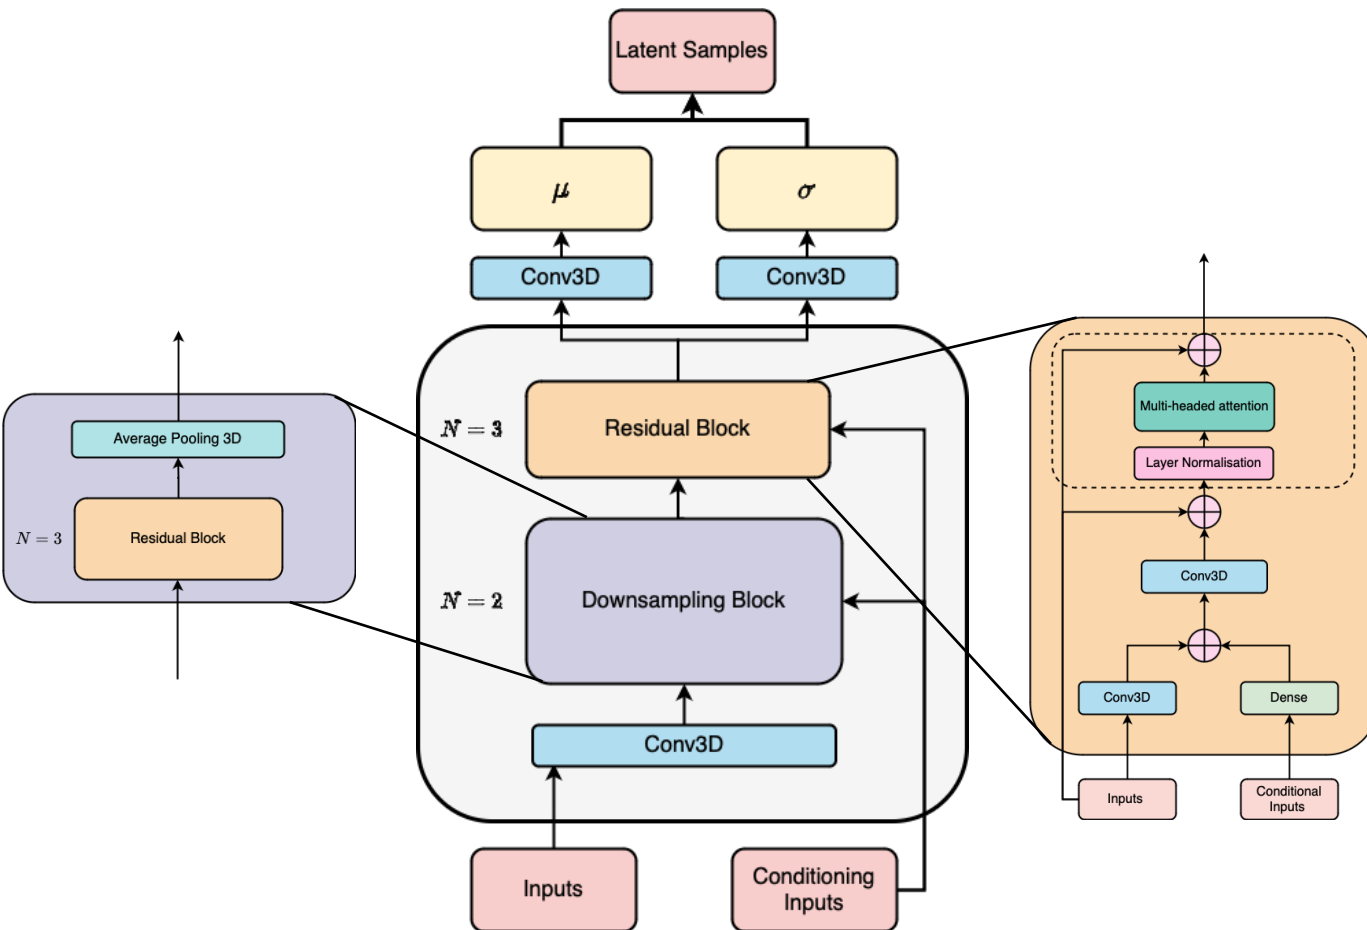 Latent Samples
μ
σ
Conv3D
Conv3D
N = 3
Residual Block
N = 2
Downsampling Block
Conv3D
Inputs
Conditioning
Inputs
Average Pooling 3D
N = 3
Residual Block
Multi-headed attention
Layer Normalisation
Conv3D
Conv3D
Dense
Inputs
Conditional
Inputs